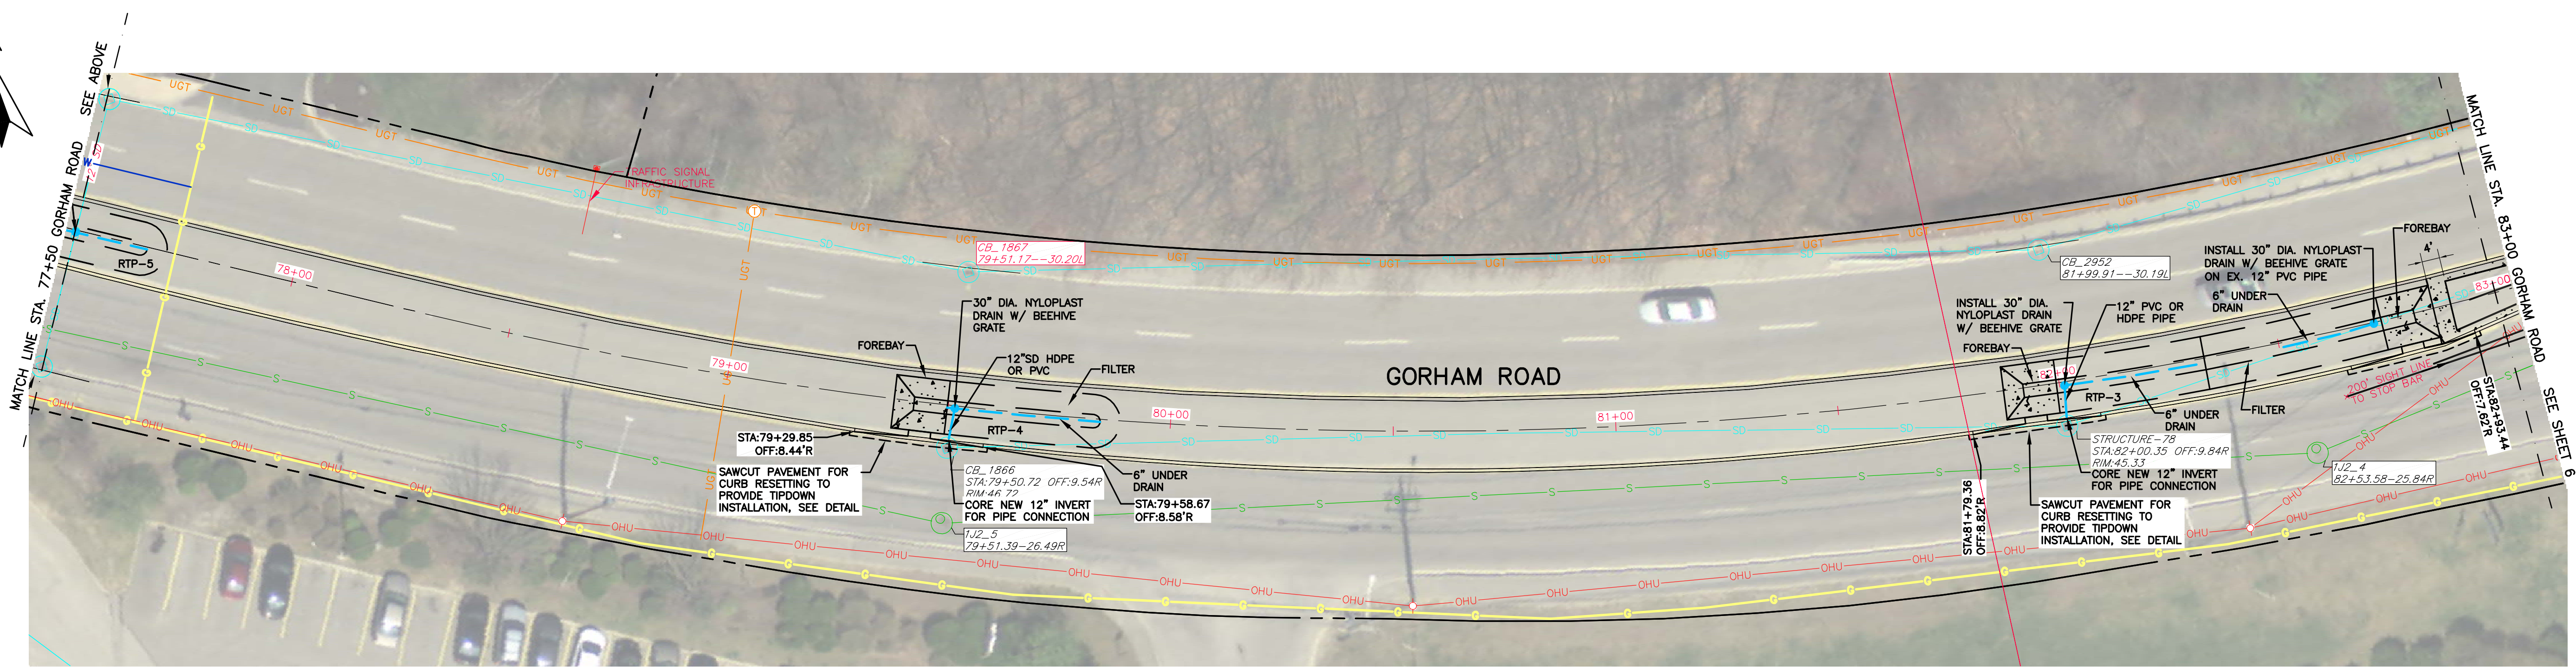 MATCH LINE STA. 77+50 GORHAM ROAD SEE ABOVE
UGT
SD
G
W
RTP-5
78+00
TRAFFIC SIGNAL
INFRASTRUCTURE
T
79+00
CB_1867
79+51.17--30.20L
30" DIA. NYLOPLAST
DRAIN W/ BEEHIVE
GRATE
FOREBAY
12"SD HDPE
OR PVC
FILTER
RTP-4
80+00
STA:79+29.85
OFF:8.44'R
SAWCUT PAVEMENT FOR
CURB RESETTING TO
PROVIDE TIPDOWN
INSTALLATION, SEE DETAIL
CB_1866
STA:79+50.72 OFF:9.54R
RIM:46.72
CORE NEW 12" INVERT
FOR PIPE CONNECTION
6" UNDER
DRAIN
STA:79+58.67
OFF:8.58'R
1J2_5
79+51.39-26.49R
S
OHU
GORHAM ROAD
81+00
CB_2952
81+99.91--30.19L
INSTALL 30" DIA.
NYLOPLAST DRAIN
W/ BEEHIVE GRATE
12" PVC OR
HDPE PIPE
FOREBAY
82+00
RTP-3
INSTALL 30" DIA. NYLOPLAST
DRAIN W/ BEEHIVE GRATE
ON EX. 12" PVC PIPE
6" UNDER
DRAIN
FOREBAY
4'
83+00
6" UNDER
DRAIN
FILTER
200' SIGHT LINE
TO STOP BAR
STA:82+93.44
OFF:7.62'R
STRUCTURE-78
STA:82+00.35 OFF:9.84R
RIM:45.33
CORE NEW 12" INVERT
FOR PIPE CONNECTION
STA:81+79.36
OFF:8.82'R
SAWCUT PAVEMENT FOR
CURB RESETTING TO
PROVIDE TIPDOWN
INSTALLATION, SEE DETAIL
1J2_4
82+53.58-25.84R
MATCH LINE STA. 83+00 GORHAM ROAD SEE SHEET 6